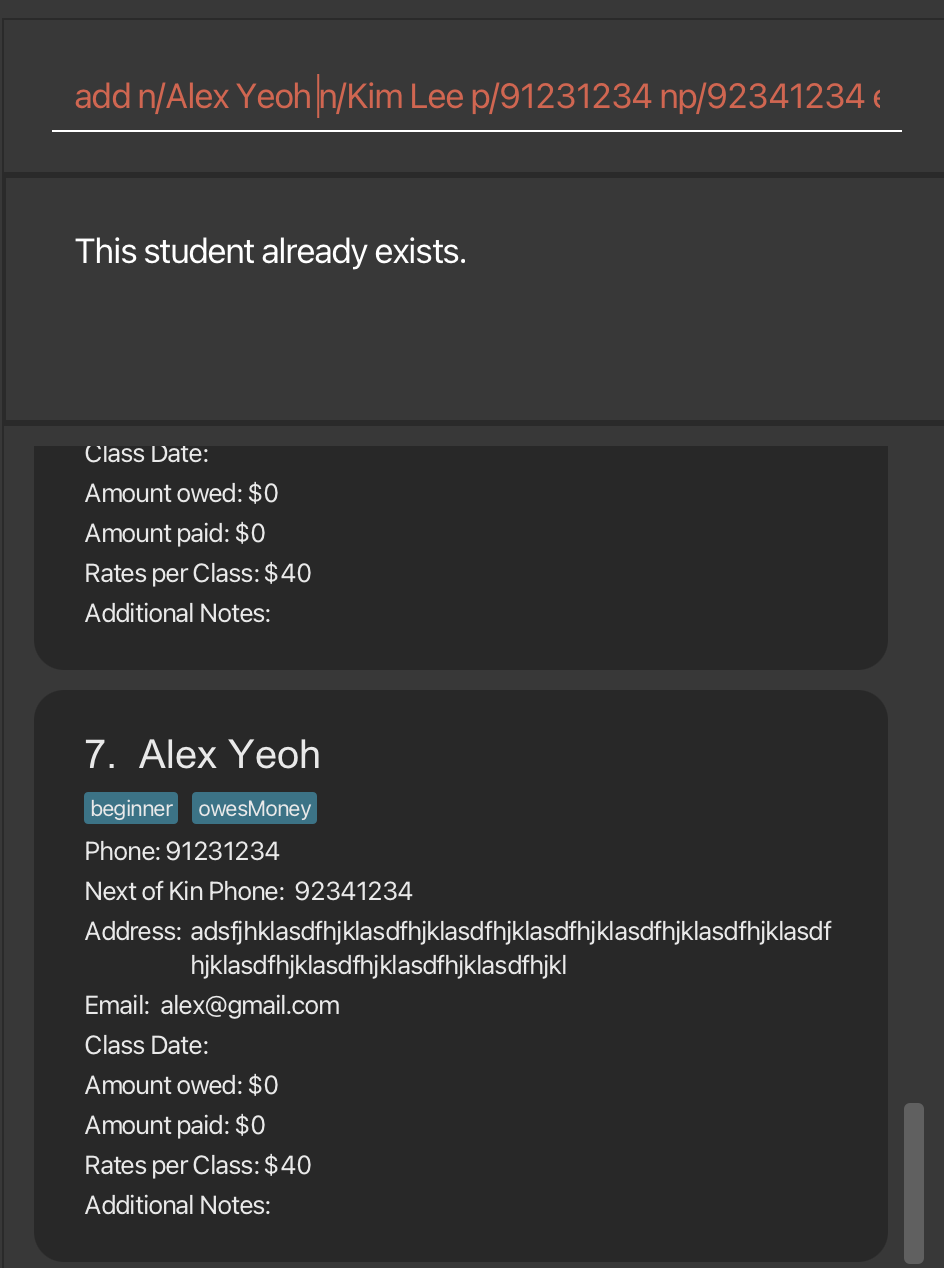 add n/Alex Yeoh n/Kim Lee p/91231234 np/92341234 e
This student already exists.
Class Date:
Amount owed: $0
Amount paid: $0
Rates per Class: $40
Additional Notes:
7. Alex Yeoh
beginner owesMoney
Phone: 91231234
Next of Kin Phone: 92341234
Address: adsfjhklasdfhjklasdfhjklasdfhjklasdfhjklasdfhjklasdfhjklasdf
hjklasdfhjklasdfhjklasdfhjklasdfhjkl
Email: alex@gmail.com
Class Date:
Amount owed: $0
Amount paid: $0
Rates per Class: $40
Additional Notes: